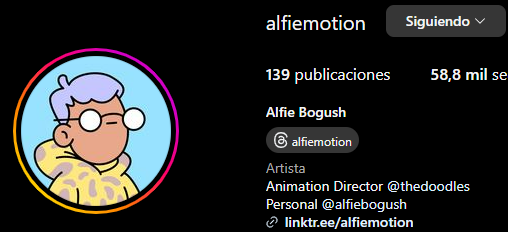 alfiemotion Siguiendo
139 publicaciones 58,8 mil se
Alfie Bogush
alfiemotion
Artista
Animation Director @thedoodles
Personal @alfiebogush
linktr.ee/alfiemotion